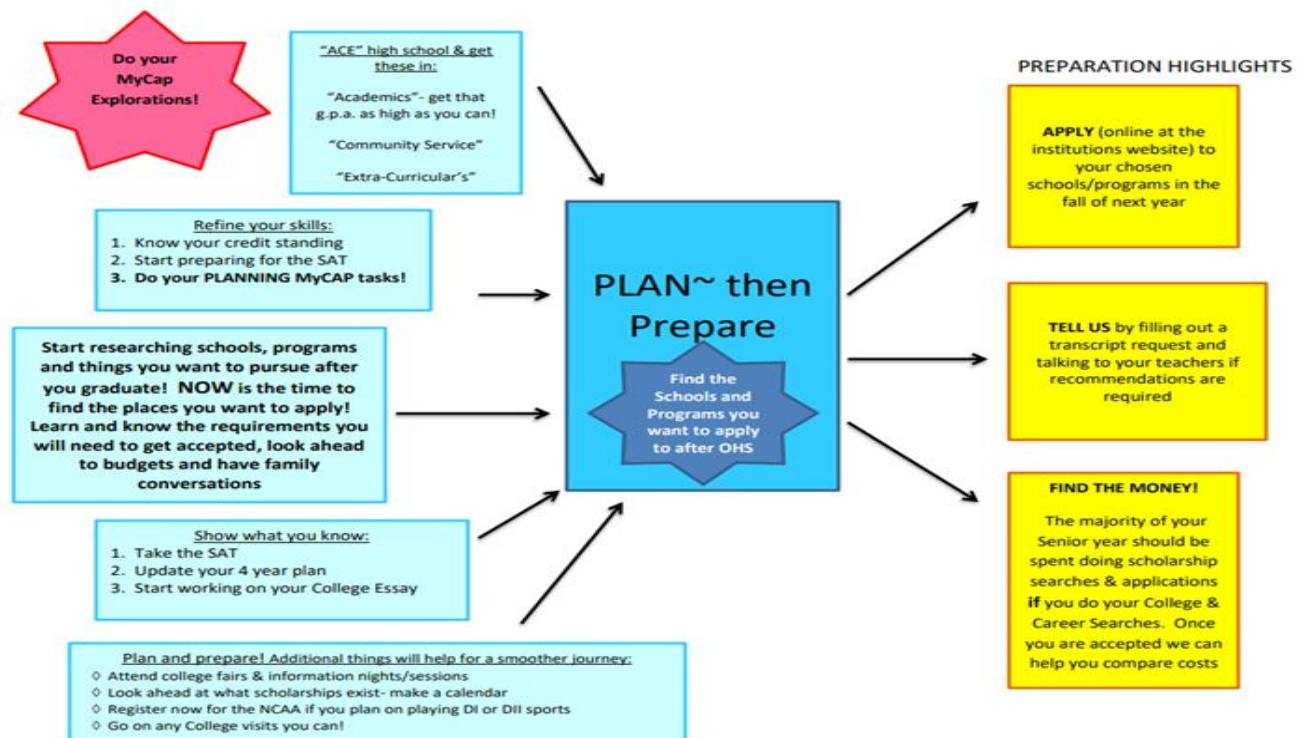 Do your
MyCap
Explorations!
"ACE" high school & get
these in:
"Academics"- get that
g.p.a. as high as you can!
"Community Service"
"Extra-Curricular's"
Refine your skills:
1. Know your credit standing
2. Start preparing for the SAT
3. Do your PLANNING MyCAP tasks!
Start researching schools, programs
and things you want to pursue after
you graduate! NOW is the time to
find the places you want to apply!
Learn and know the requirements you
will need to get accepted, look ahead
to budgets and have family
conversations
Show what you know:
1. Take the SAT
2. Update your 4 year plan
3. Start working on your College Essay
Plan and prepare! Additional things will help for a smoother journey:
◊ Attend college fairs & information nights/sessions
◊ Look ahead at what scholarships exist- make a calendar
◊ Register now for the NCAA if you plan on playing DI or DII sports
◊ Go on any College visits you can!
PLAN~ then
Prepare
Find the
Schools and
Programs you
want to apply
to after OHS
PREPARATION HIGHLIGHTS
APPLY (online at the
institutions website) to
your chosen
schools/programs in the
fall of next year
TELL US by filling out a
transcript request and
talking to your teachers if
recommendations are
required
FIND THE MONEY!
The majority of your
Senior year should be
spent doing scholarship
searches & applications
if you do your College &
Career Searches. Once
you are accepted we can
help you compare costs